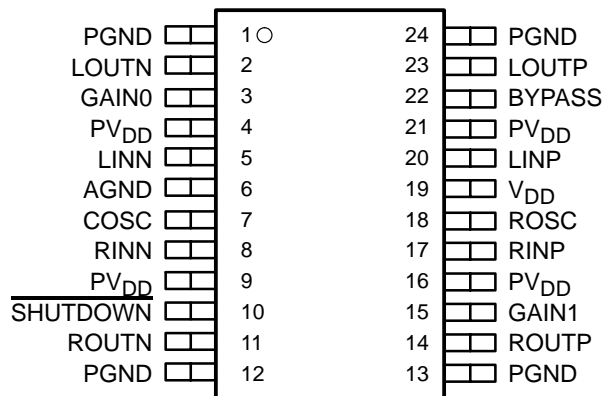 PGND 1 24 PGND
LOUTN 2 23 LOUTP
GAIN0 3 22 BYPASS
PVDD 4 21 PVDD
LINN 5 20 LINP
AGND 6 19 VDD
COSC 7 18 ROSC
RINN 8 17 RINP
PVDD 9 16 PVDD
SHUTDOWN 10 15 GAIN1
ROUTN 11 14 ROUTP
PGND 12 13 PGND